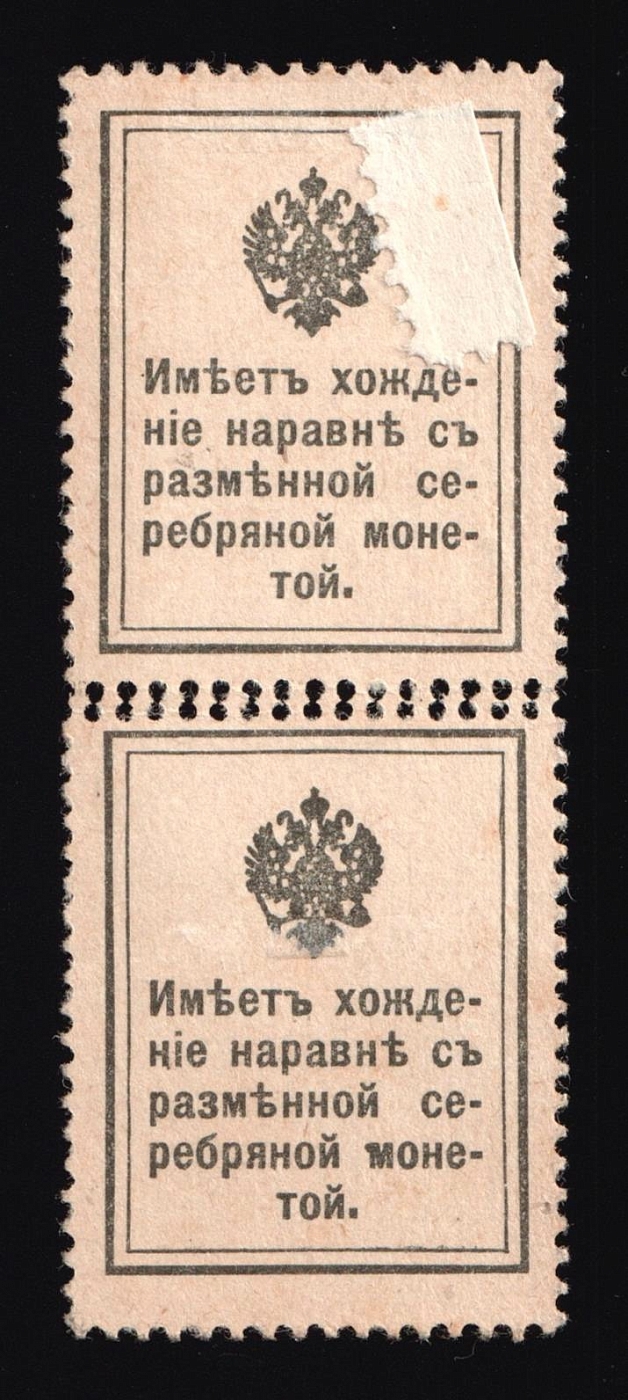 Имѣетъ хожде-
ніе наравнѣ съ
размѣнной се-
ребряной моне-
той.
Имѣетъ хожде-
ніе наравнѣ съ
размѣнной се-
ребряной моне-
той.